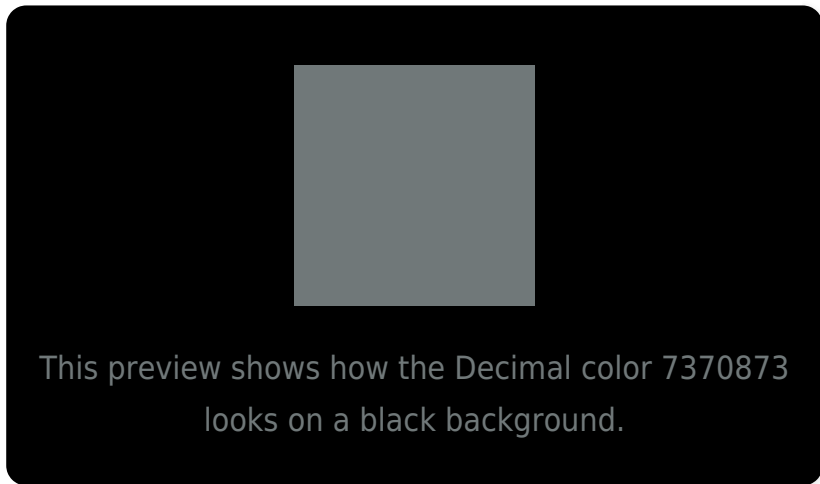 This preview shows how the Decimal color 7370873
looks on a black background.